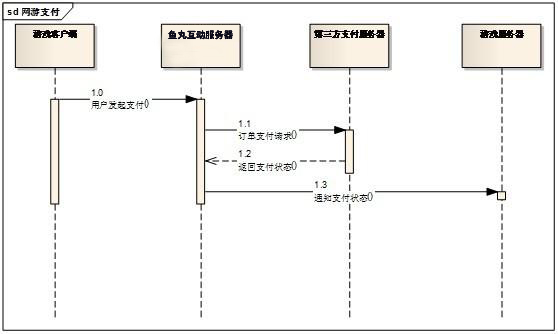 sd 网游支付
游戏客户端
鱼丸互动服务器
第三方支付服务器
游戏服务器
1.0
用户发起支付()
1.1
订单支付请求()
1.2
返回支付状态()
1.3
通知支付状态()